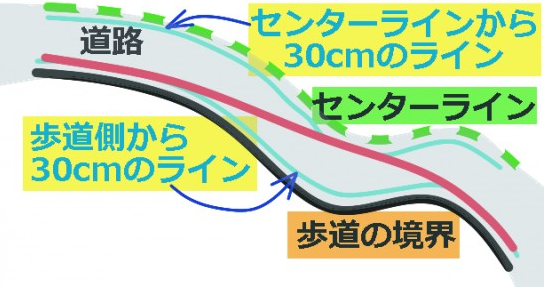 道路
センターラインから
30cmのライン
センターライン
歩道側から
30cmのライン
歩道の境界